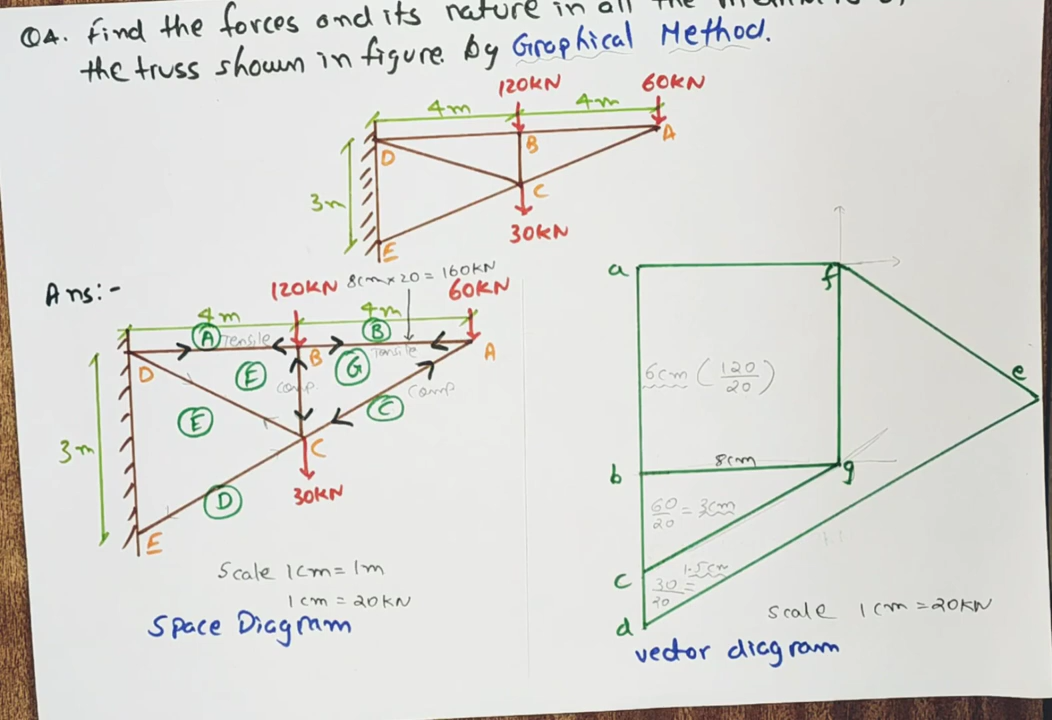 Q4. Find the forces and its nature in all the
the truss shown in figure by Graphical Method.
120KN 60KN
4m 4m
D B A
3m
C
30KN
E
Ans:-
8cm×20 = 160KN
120KN 60KN
4m 4m
A Tensile B
D B Tensile A
E G
comp Comp
E C
3m C
30KN
D
E
Scale 1cm = 1m
1cm = 20KN
Space Diagram
a f
6cm (120/20)
e
8cm
b g
60/20 = 3cm
c 1.5cm
30/20 =
d
scale 1cm = 20KN
vector diagram